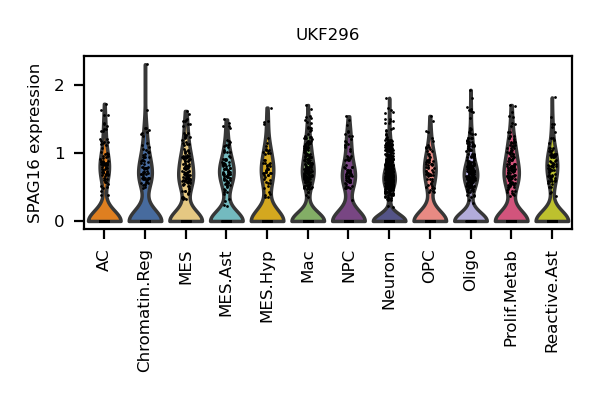 UKF296
SPAG16 expression
2
1
0
AC
Chromatin.Reg
MES
MES.Ast
MES.Hyp
Mac
NPC
Neuron
OPC
Oligo
Prolif.Metab
Reactive.Ast